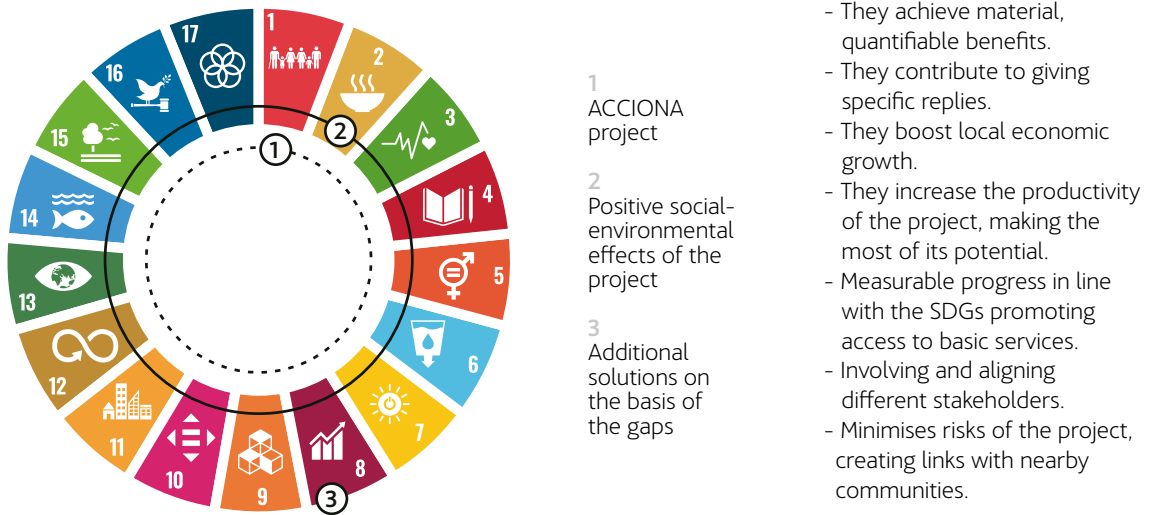 1
2
3
4
5
6
7
8
9
10
11
12
13
14
15
16
17
1
2
3
1
ACCIONA
project
2
Positive social-
environmental
effects of the
project
3
Additional
solutions on
the basis of
the gaps
- They achieve material,
quantifiable benefits.
- They contribute to giving
specific replies.
- They boost local economic
growth.
- They increase the productivity
of the project, making the
most of its potential.
- Measurable progress in line
with the SDGs promoting
access to basic services.
- Involving and aligning
different stakeholders.
- Minimises risks of the project,
creating links with nearby
communities.